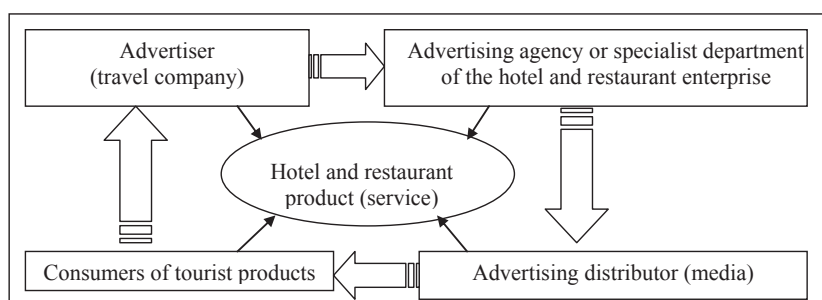 Advertiser
(travel company)
Advertising agency or specialist department
of the hotel and restaurant enterprise
Hotel and restaurant
product (service)
Consumers of tourist products
Advertising distributor (media)